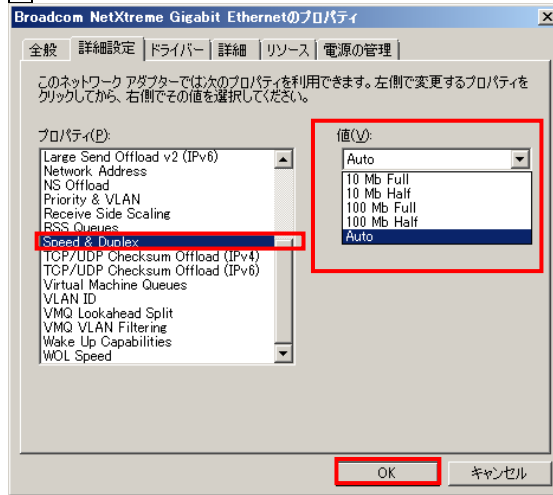 Broadcom NetXtreme Gigabit Ethernetのプロパティ
全般 詳細設定 ドライバー 詳細 リソース 電源の管理
このネットワーク アダプターでは次のプロパティを利用できます。左側で変更するプロパティを
クリックしてから、右側でその値を選択してください。
プロパティ(P):
Large Send Offload v2 (IPv6)
Network Address
NS Offload
Priority & VLAN
Receive Side Scaling
RSS Queues
Speed & Duplex
TCP/UDP Checksum Offload (IPv4)
TCP/UDP Checksum Offload (IPv6)
Virtual Machine Queues
VLAN ID
VMQ Lookahead Split
VMQ VLAN Filtering
Wake Up Capabilities
WOL Speed
値(V):
Auto
10 Mb Full
10 Mb Half
100 Mb Full
100 Mb Half
Auto
OK キャンセル